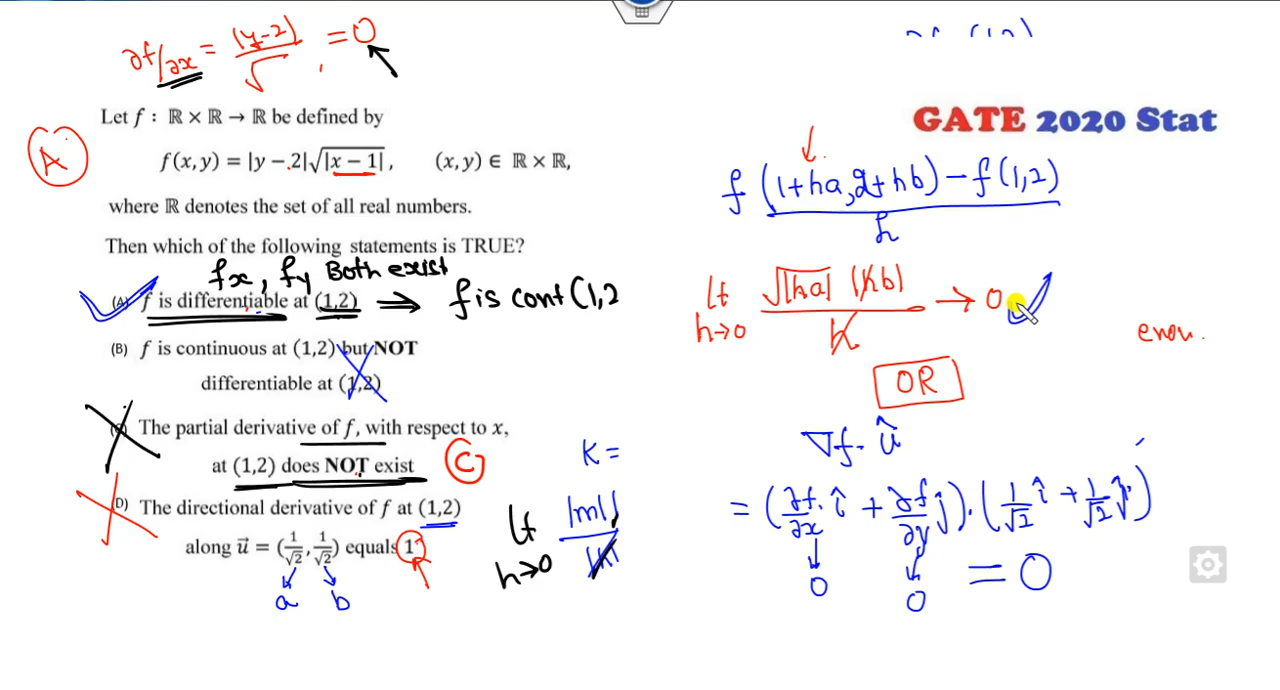 ∂f/∂x = (y-2)/√ , = 0
Let f : ℝ × ℝ → ℝ be defined by
A
f(x, y) = |y − 2|√|x − 1|, (x, y) ∈ ℝ × ℝ,
where ℝ denotes the set of all real numbers.
Then which of the following statements is TRUE?
fx, fy Both exist
(A) f is differentiable at (1,2) ⟹ f is cont (1,2
(B) f is continuous at (1,2) but NOT
differentiable at (1,2)
The partial derivative of f, with respect to x,
at (1,2) does NOT exist C
(D) The directional derivative of f at (1,2)
along u⃗ = (1/√2, 1/√2) equals 1
a b
K =
lt h→0
GATE 2020 Stat
f (1+ha, 2+hb) − f(1,2)
h
lt h→0 √|ha| |hb| / h → 0
OR
∇f · û
= (∂f/∂x î + ∂f/∂y ĵ) · (1/√2 î + 1/√2 ĵ)
0 0 = 0